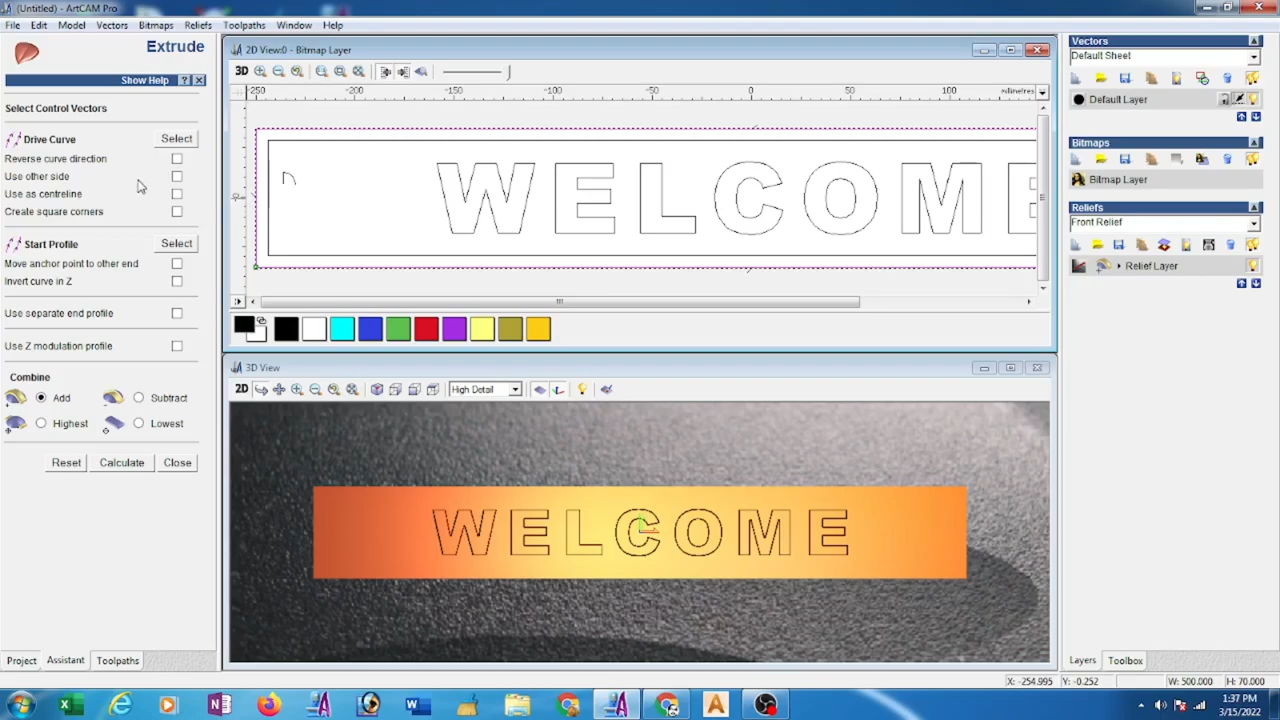 (Untitled) - ArtCAM Pro
File Edit Model Vectors Bitmaps Reliefs Toolpaths Window Help
Extrude
Show Help ?
Select Control Vectors
Drive Curve Select
Reverse curve direction
Use other side
Use as centreline
Create square corners
Start Profile Select
Move anchor point to other end
Invert curve in Z
Use separate end profile
Use Z modulation profile
Combine
Add Subtract
Highest Lowest
Reset Calculate Close
Project Assistant Toolpaths
2D View:0 - Bitmap Layer
3D
-250 -200 -150 -100 -50 0 50 100 Millimetres
WELCOME
3D View
2D High Detail
WELCOME
Vectors
Default Sheet
Default Layer
Bitmaps
Bitmap Layer
Reliefs
Front Relief
Relief Layer
Layers Toolbox
X: -254.995 Y: -0.252 W: 500.000 H: 70.000
1:37 PM
3/15/2022